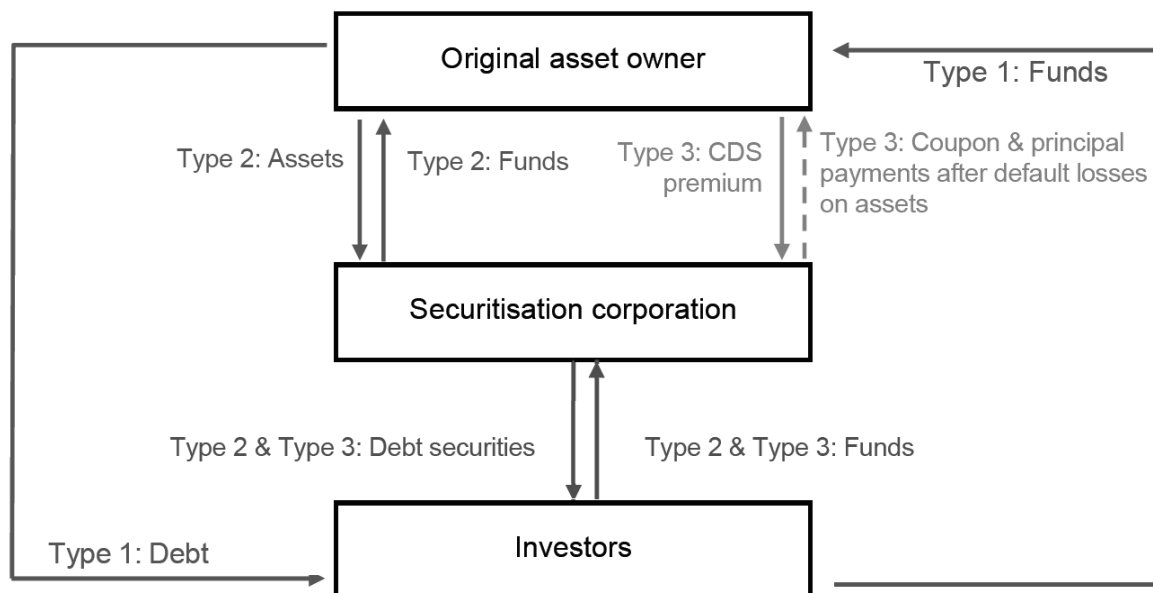 Original asset owner
Type 1: Funds
Type 2: Assets
Type 2: Funds
Type 3: CDS
premium
Type 3: Coupon & principal
payments after default losses
on assets
Securitisation corporation
Type 2 & Type 3: Debt securities
Type 2 & Type 3: Funds
Type 1: Debt
Investors